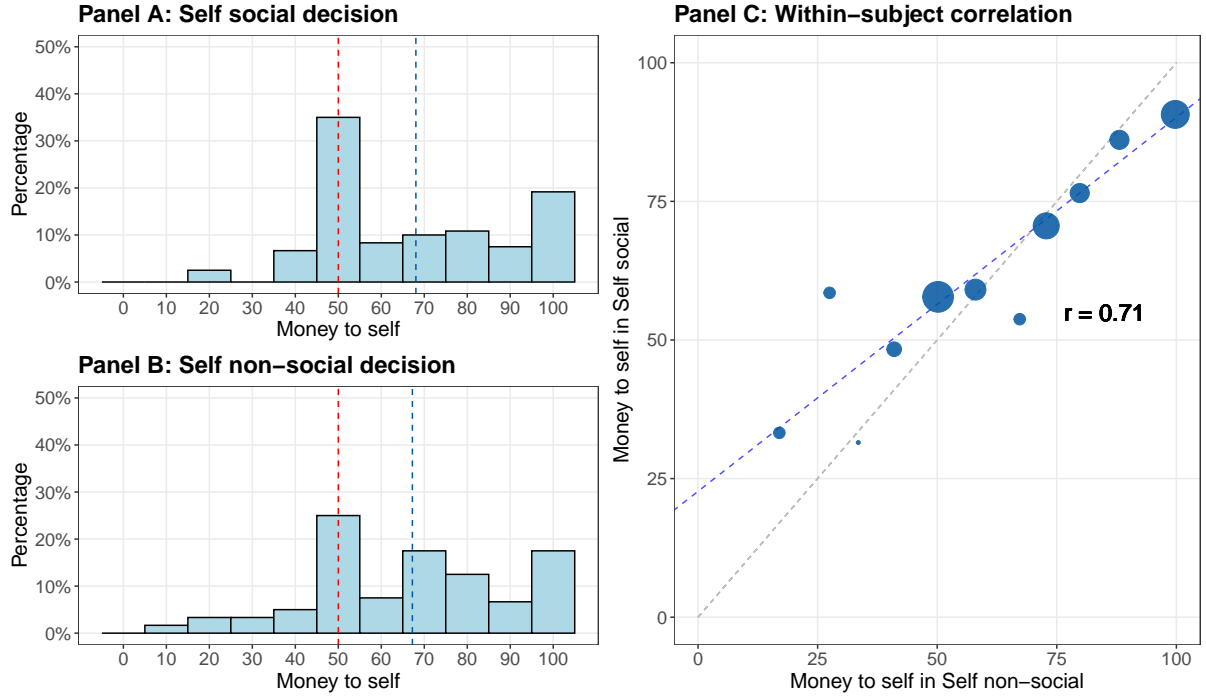 Panel A: Self social decision
Percentage
50%
40%
30%
20%
10%
0%
0 10 20 30 40 50 60 70 80 90 100
Money to self
Panel B: Self non−social decision
Percentage
50%
40%
30%
20%
10%
0%
0 10 20 30 40 50 60 70 80 90 100
Money to self
Panel C: Within−subject correlation
Money to self in Self social
100
75
50
25
0
r = 0.71
0 25 50 75 100
Money to self in Self non−social